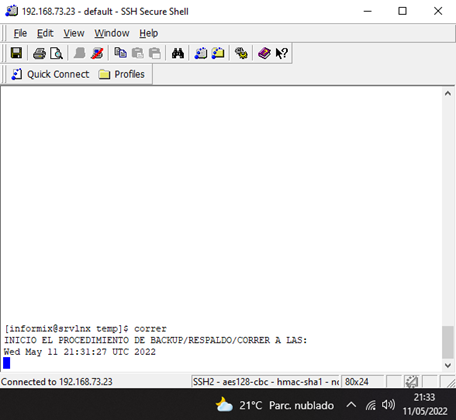 192.168.73.23 - default - SSH Secure Shell
File Edit View Window Help
Quick Connect Profiles
[informix@srvlnx temp]$ correr
INICIO EL PROCEDIMIENTO DE BACKUP/RESPALDO/CORRER A LAS:
Wed May 11 21:31:27 UTC 2022
Connected to 192.168.73.23 SSH2 - aes128-cbc - hmac-sha1 - no 80x24
21°C Parc. nublado 21:33
11/05/2022